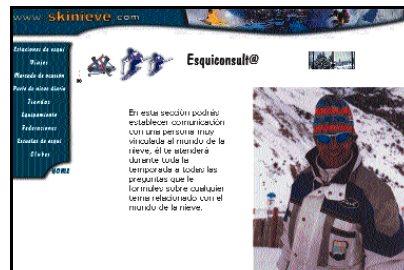 www. skinieve com
Estaciones de esquí
Viajes
Mercado de ocasión
Parte de nieve diario
Tiendas
Equipamiento
Federaciones
Escuelas de esquí
Clubes
HOME
Esquiconsult@
En esta sección podrás
establecer comunicación
con una persona muy
vinculada al mundo de la
nieve, él te atenderá
durante toda la
temporada a todas las
preguntas que le
formules sobre cualquier
tema relacionado con el
mundo de la nieve.